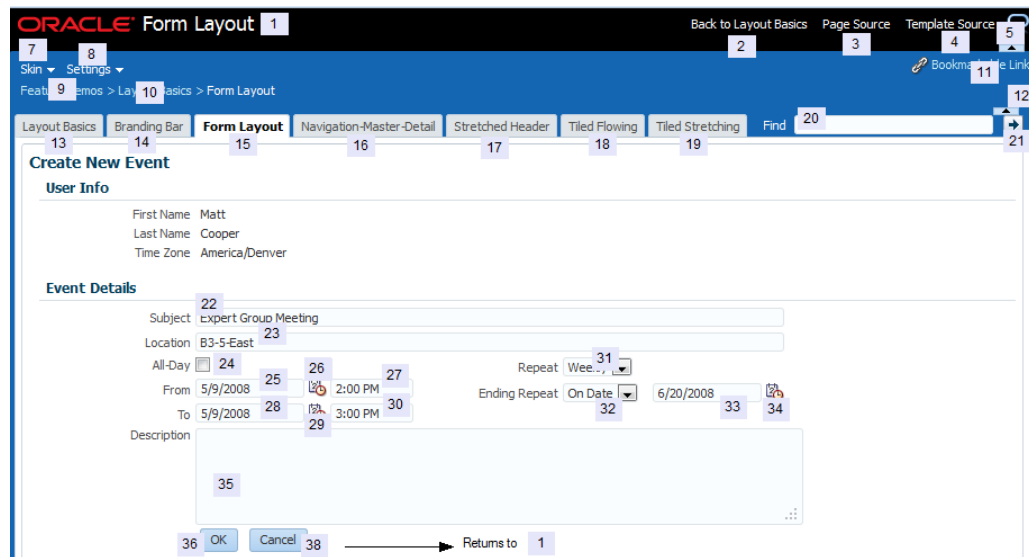 ORACLE Form Layout 1
Back to Layout Basics Page Source Template Source
2 3 4 5
7 8
Skin Settings
Bookmarkable Link
11
9 10
Demos > Basics > Form Layout
12
Layout Basics Branding Bar Form Layout Navigation-Master-Detail Stretched Header Tiled Flowing Tiled Stretching Find 20
13 14 15 16 17 18 19 21
Create New Event
User Info
First Name Matt
Last Name Cooper
Time Zone America/Denver
Event Details
22
Subject Expert Group Meeting
23
Location B3-5-East
All-Day 24 26 Repeat Weekly 31
From 5/9/2008 25 2:00 PM 27 Ending Repeat On Date 6/20/2008
To 5/9/2008 28 29 3:00 PM 30 32 33 34
Description
35
36 OK Cancel 38 Returns to 1